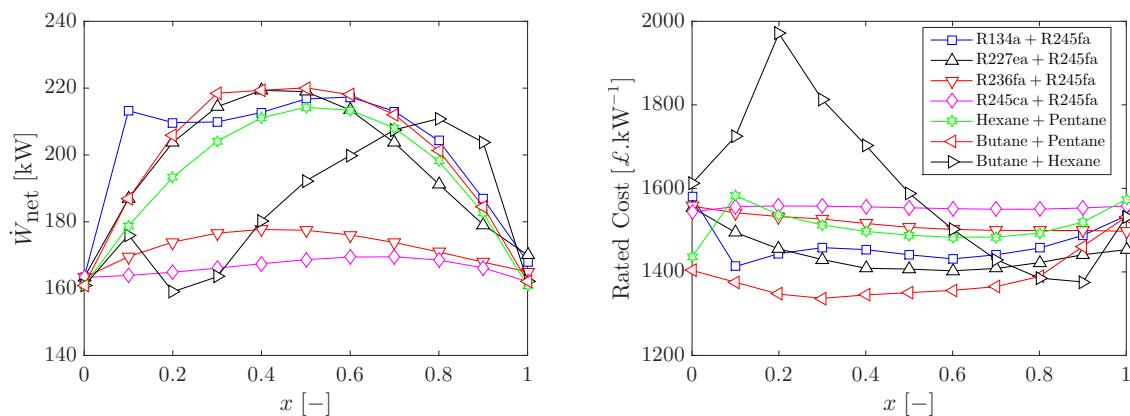 240
220
200
180
160
140
0
0.2
0.4
0.6
0.8
1
x [−]
Ẇnet [kW]
2000
1800
1600
1400
1200
0
0.2
0.4
0.6
0.8
1
x [−]
Rated Cost [£.kW⁻¹]
R134a + R245fa
R227ea + R245fa
R236fa + R245fa
R245ca + R245fa
Hexane + Pentane
Butane + Pentane
Butane + Hexane